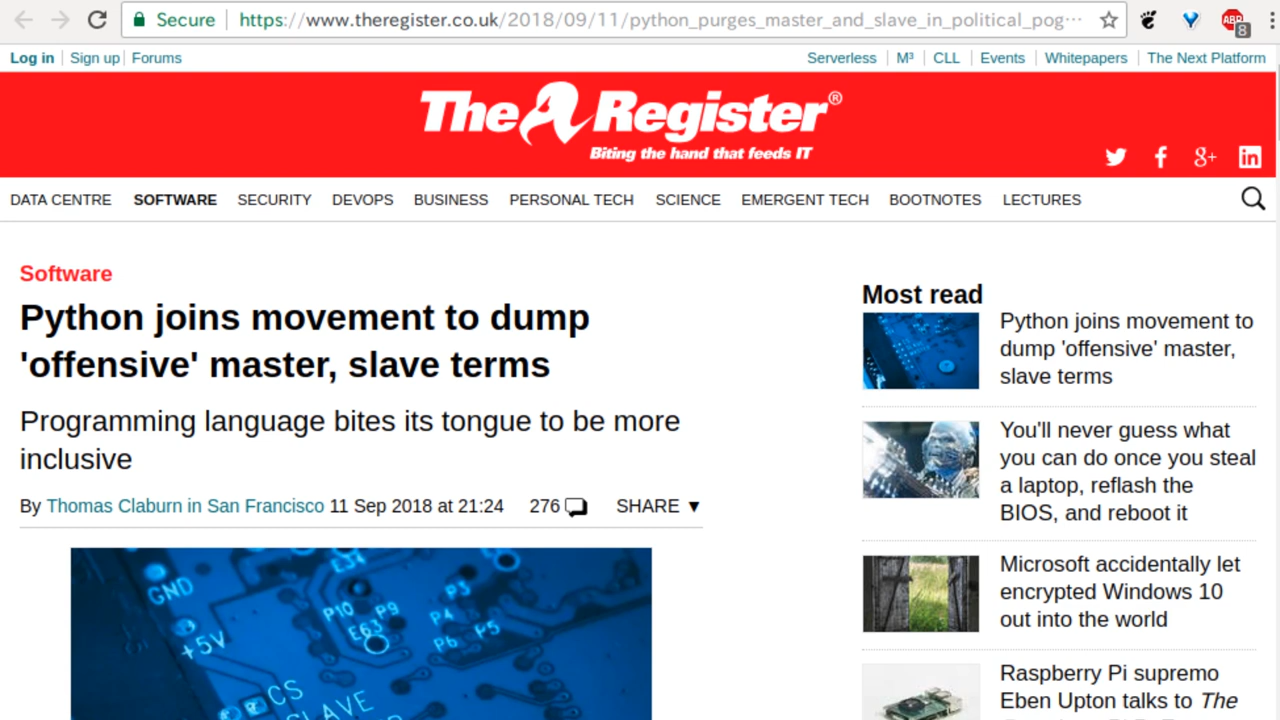 Secure https://www.theregister.co.uk/2018/09/11/python_purges_master_and_slave_in_political_pog…
ABP 8
Log in Sign up Forums Serverless M³ CLL Events Whitepapers The Next Platform
The Register®
Biting the hand that feeds IT
DATA CENTRE SOFTWARE SECURITY DEVOPS BUSINESS PERSONAL TECH SCIENCE EMERGENT TECH BOOTNOTES LECTURES
Software
Python joins movement to dump
'offensive' master, slave terms
Programming language bites its tongue to be more
inclusive
By Thomas Claburn in San Francisco 11 Sep 2018 at 21:24 276 SHARE ▼
E34
GND
P10 P9 P3
E63 P4
+5V P6 P5
CS
SLAVE
Most read
Python joins movement to
dump 'offensive' master,
slave terms
You'll never guess what
you can do once you steal
a laptop, reflash the
BIOS, and reboot it
Microsoft accidentally let
encrypted Windows 10
out into the world
Raspberry Pi supremo
Eben Upton talks to The